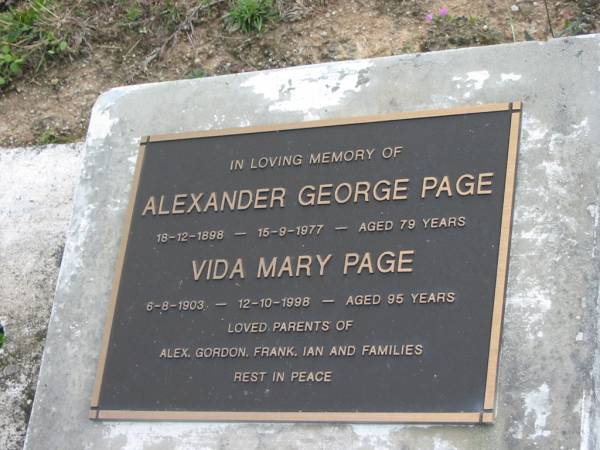 IN LOVING MEMORY OF
ALEXANDER GEORGE PAGE
18-12-1898 — 15-9-1977 — AGED 79 YEARS
VIDA MARY PAGE
6-8-1903 — 12-10-1998 — AGED 95 YEARS
LOVED PARENTS OF
ALEX, GORDON, FRANK, IAN AND FAMILIES
REST IN PEACE